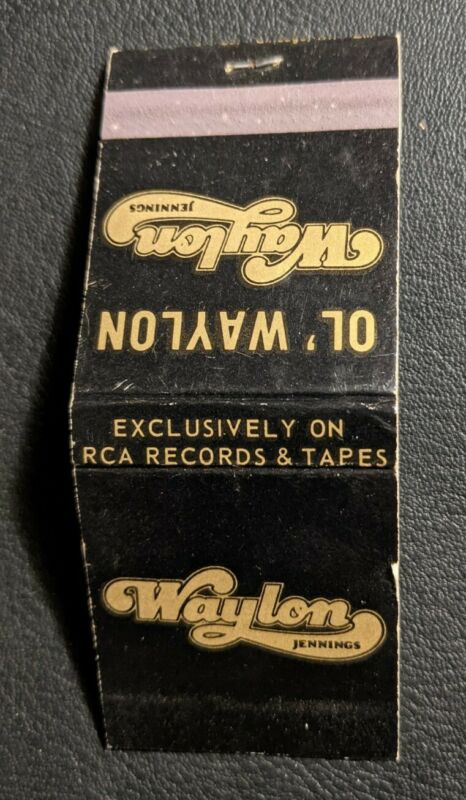 Waylon
JENNINGS
OL' WAYLON
EXCLUSIVELY ON
RCA RECORDS & TAPES
Waylon
JENNINGS